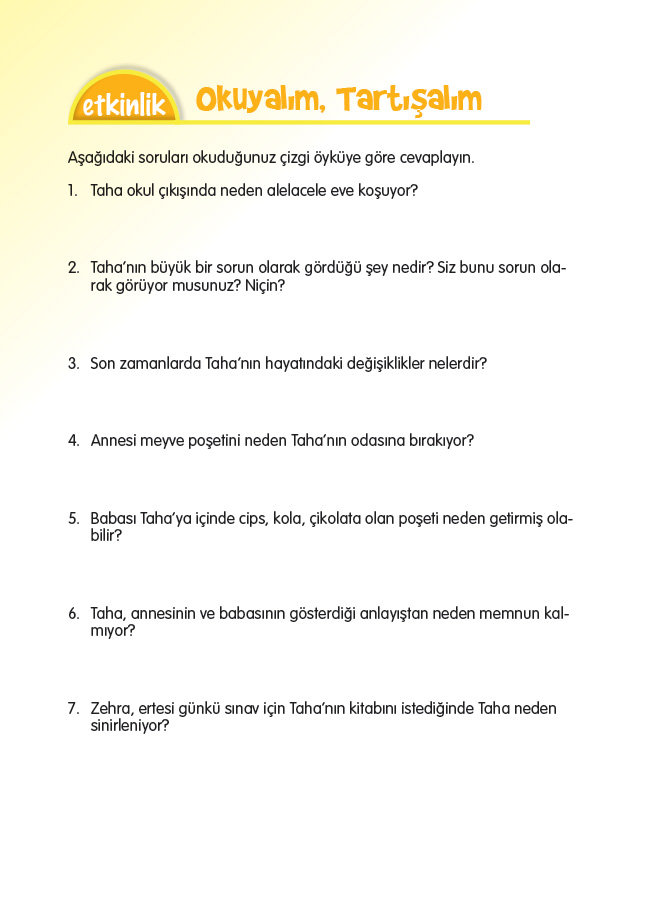 etkinlik
Okuyalım, Tartışalım
Aşağıdaki soruları okuduğunuz çizgi öyküye göre cevaplayın.
1. Taha okul çıkışında neden alelacele eve koşuyor?
2. Taha’nın büyük bir sorun olarak gördüğü şey nedir? Siz bunu sorun ola-
rak görüyor musunuz? Niçin?
3. Son zamanlarda Taha’nın hayatındaki değişiklikler nelerdir?
4. Annesi meyve poşetini neden Taha’nın odasına bırakıyor?
5. Babası Taha’ya içinde cips, kola, çikolata olan poşeti neden getirmiş ola-
bilir?
6. Taha, annesinin ve babasının gösterdiği anlayıştan neden memnun kal-
mıyor?
7. Zehra, ertesi günkü sınav için Taha’nın kitabını istediğinde Taha neden
sinirleniyor?